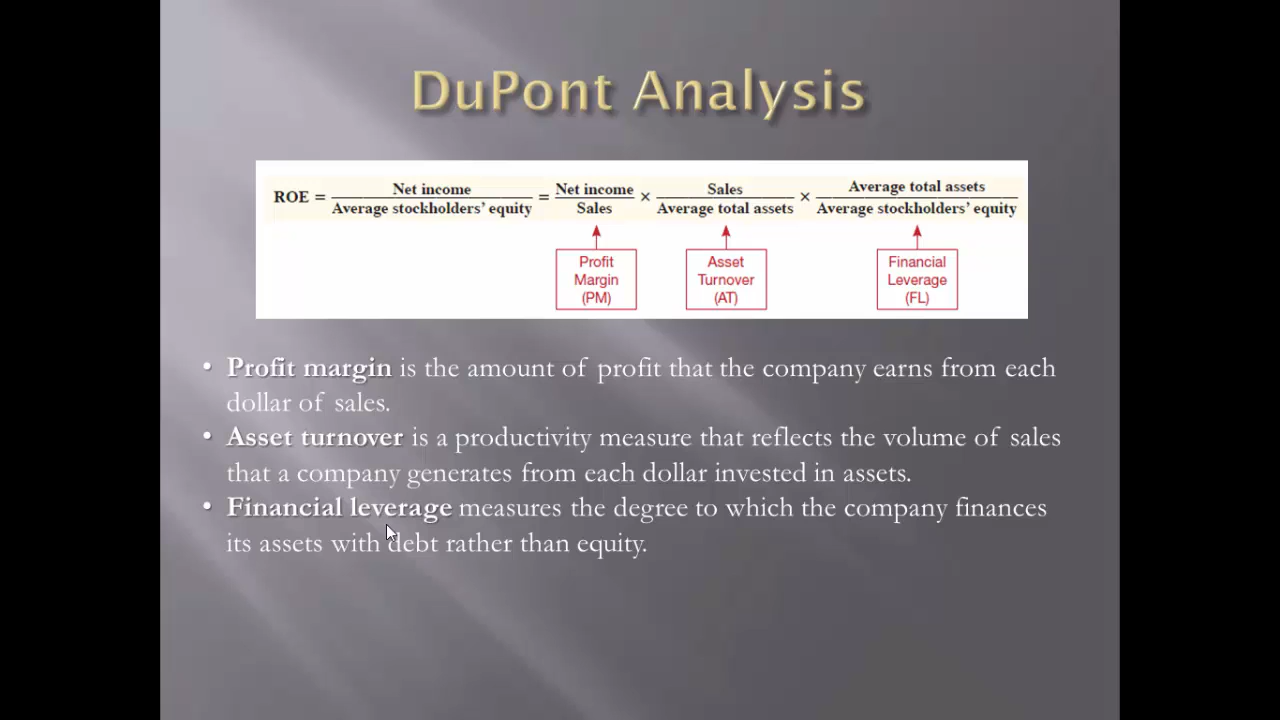 DuPont Analysis
ROE = Net income / Average stockholders' equity = Net income / Sales × Sales / Average total assets × Average total assets / Average stockholders' equity
Profit Margin (PM)
Asset Turnover (AT)
Financial Leverage (FL)
• Profit margin is the amount of profit that the company earns from each
dollar of sales.
• Asset turnover is a productivity measure that reflects the volume of sales
that a company generates from each dollar invested in assets.
• Financial leverage measures the degree to which the company finances
its assets with debt rather than equity.